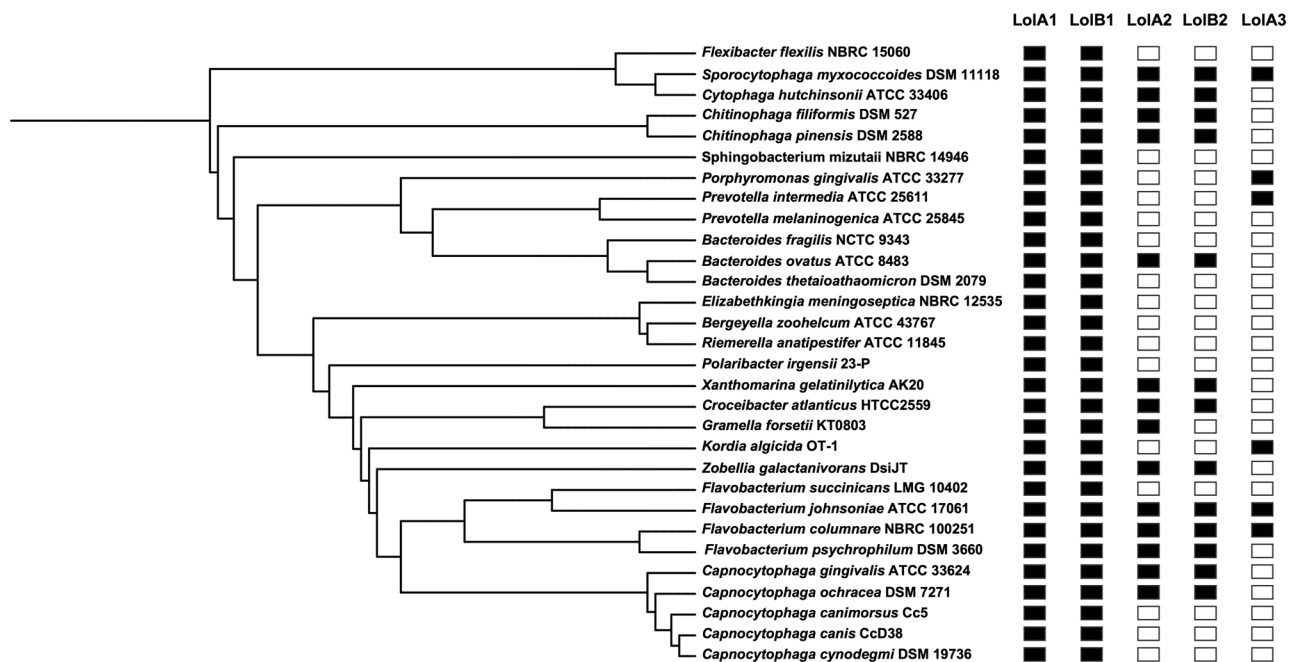 LolA1 LolB1 LolA2 LolB2 LolA3
Flexibacter flexilis NBRC 15060
Sporocytophaga myxococcoides DSM 11118
Cytophaga hutchinsonii ATCC 33406
Chitinophaga filiformis DSM 527
Chitinophaga pinensis DSM 2588
Sphingobacterium mizutaii NBRC 14946
Porphyromonas gingivalis ATCC 33277
Prevotella intermedia ATCC 25611
Prevotella melaninogenica ATCC 25845
Bacteroides fragilis NCTC 9343
Bacteroides ovatus ATCC 8483
Bacteroides thetaioathaomicron DSM 2079
Elizabethkingia meningoseptica NBRC 12535
Bergeyella zoohelcum ATCC 43767
Riemerella anatipestifer ATCC 11845
Polaribacter irgensii 23-P
Xanthomarina gelatinilytica AK20
Croceibacter atlanticus HTCC2559
Gramella forsetii KT0803
Kordia algicida OT-1
Zobellia galactanivorans DsiJT
Flavobacterium succinicans LMG 10402
Flavobacterium johnsoniae ATCC 17061
Flavobacterium columnare NBRC 100251
Flavobacterium psychrophilum DSM 3660
Capnocytophaga gingivalis ATCC 33624
Capnocytophaga ochracea DSM 7271
Capnocytophaga canimorsus Cc5
Capnocytophaga canis CcD38
Capnocytophaga cynodegmi DSM 19736